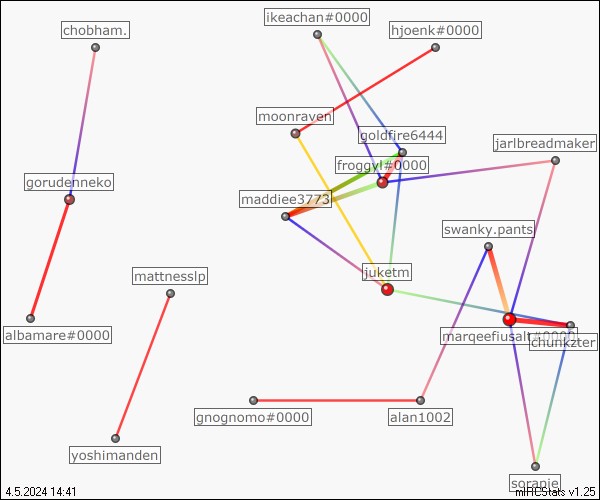 ikeachan#0000
chobham.
hjoenk#0000
moonraven
goldfire6444
jarlbreadmaker
froggy!#0000
gorudenneko
maddiee3773
swanky.pants
mattnesslp
juketm
albamare#0000
marqeefiusalt#0000
chunkzter
gnognomo#0000
alan1002
yoshimanden
sorapie
4.5.2024 14:41
mIRCStats v1.25